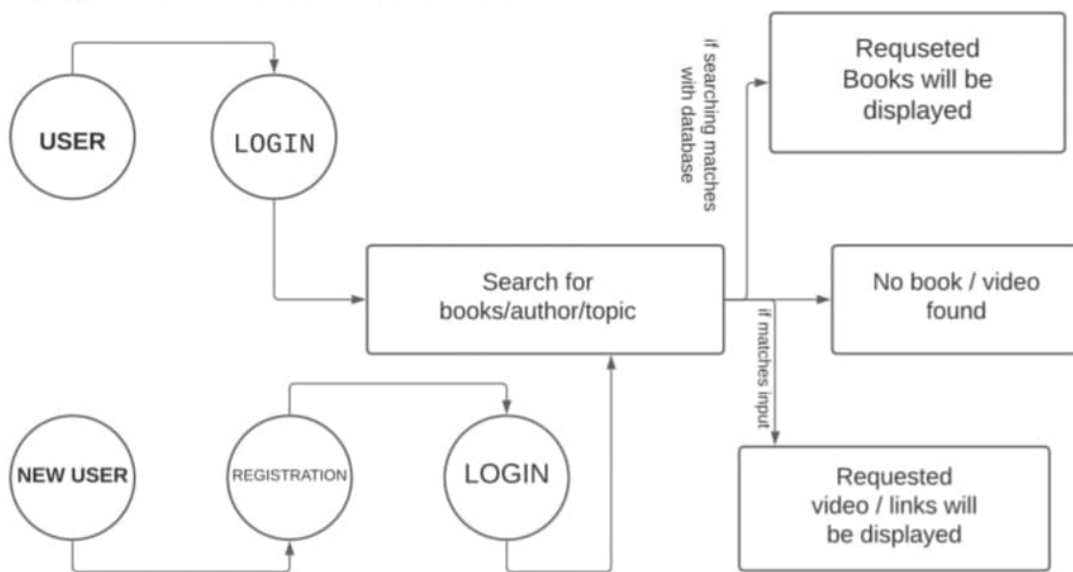 USER
LOGIN
if searching matches
with database
Requseted
Books will be
displayed
Search for
books/author/topic
No book / video
found
if matches input
NEW USER
REGISTRATION
LOGIN
Requested
video / links will
be displayed